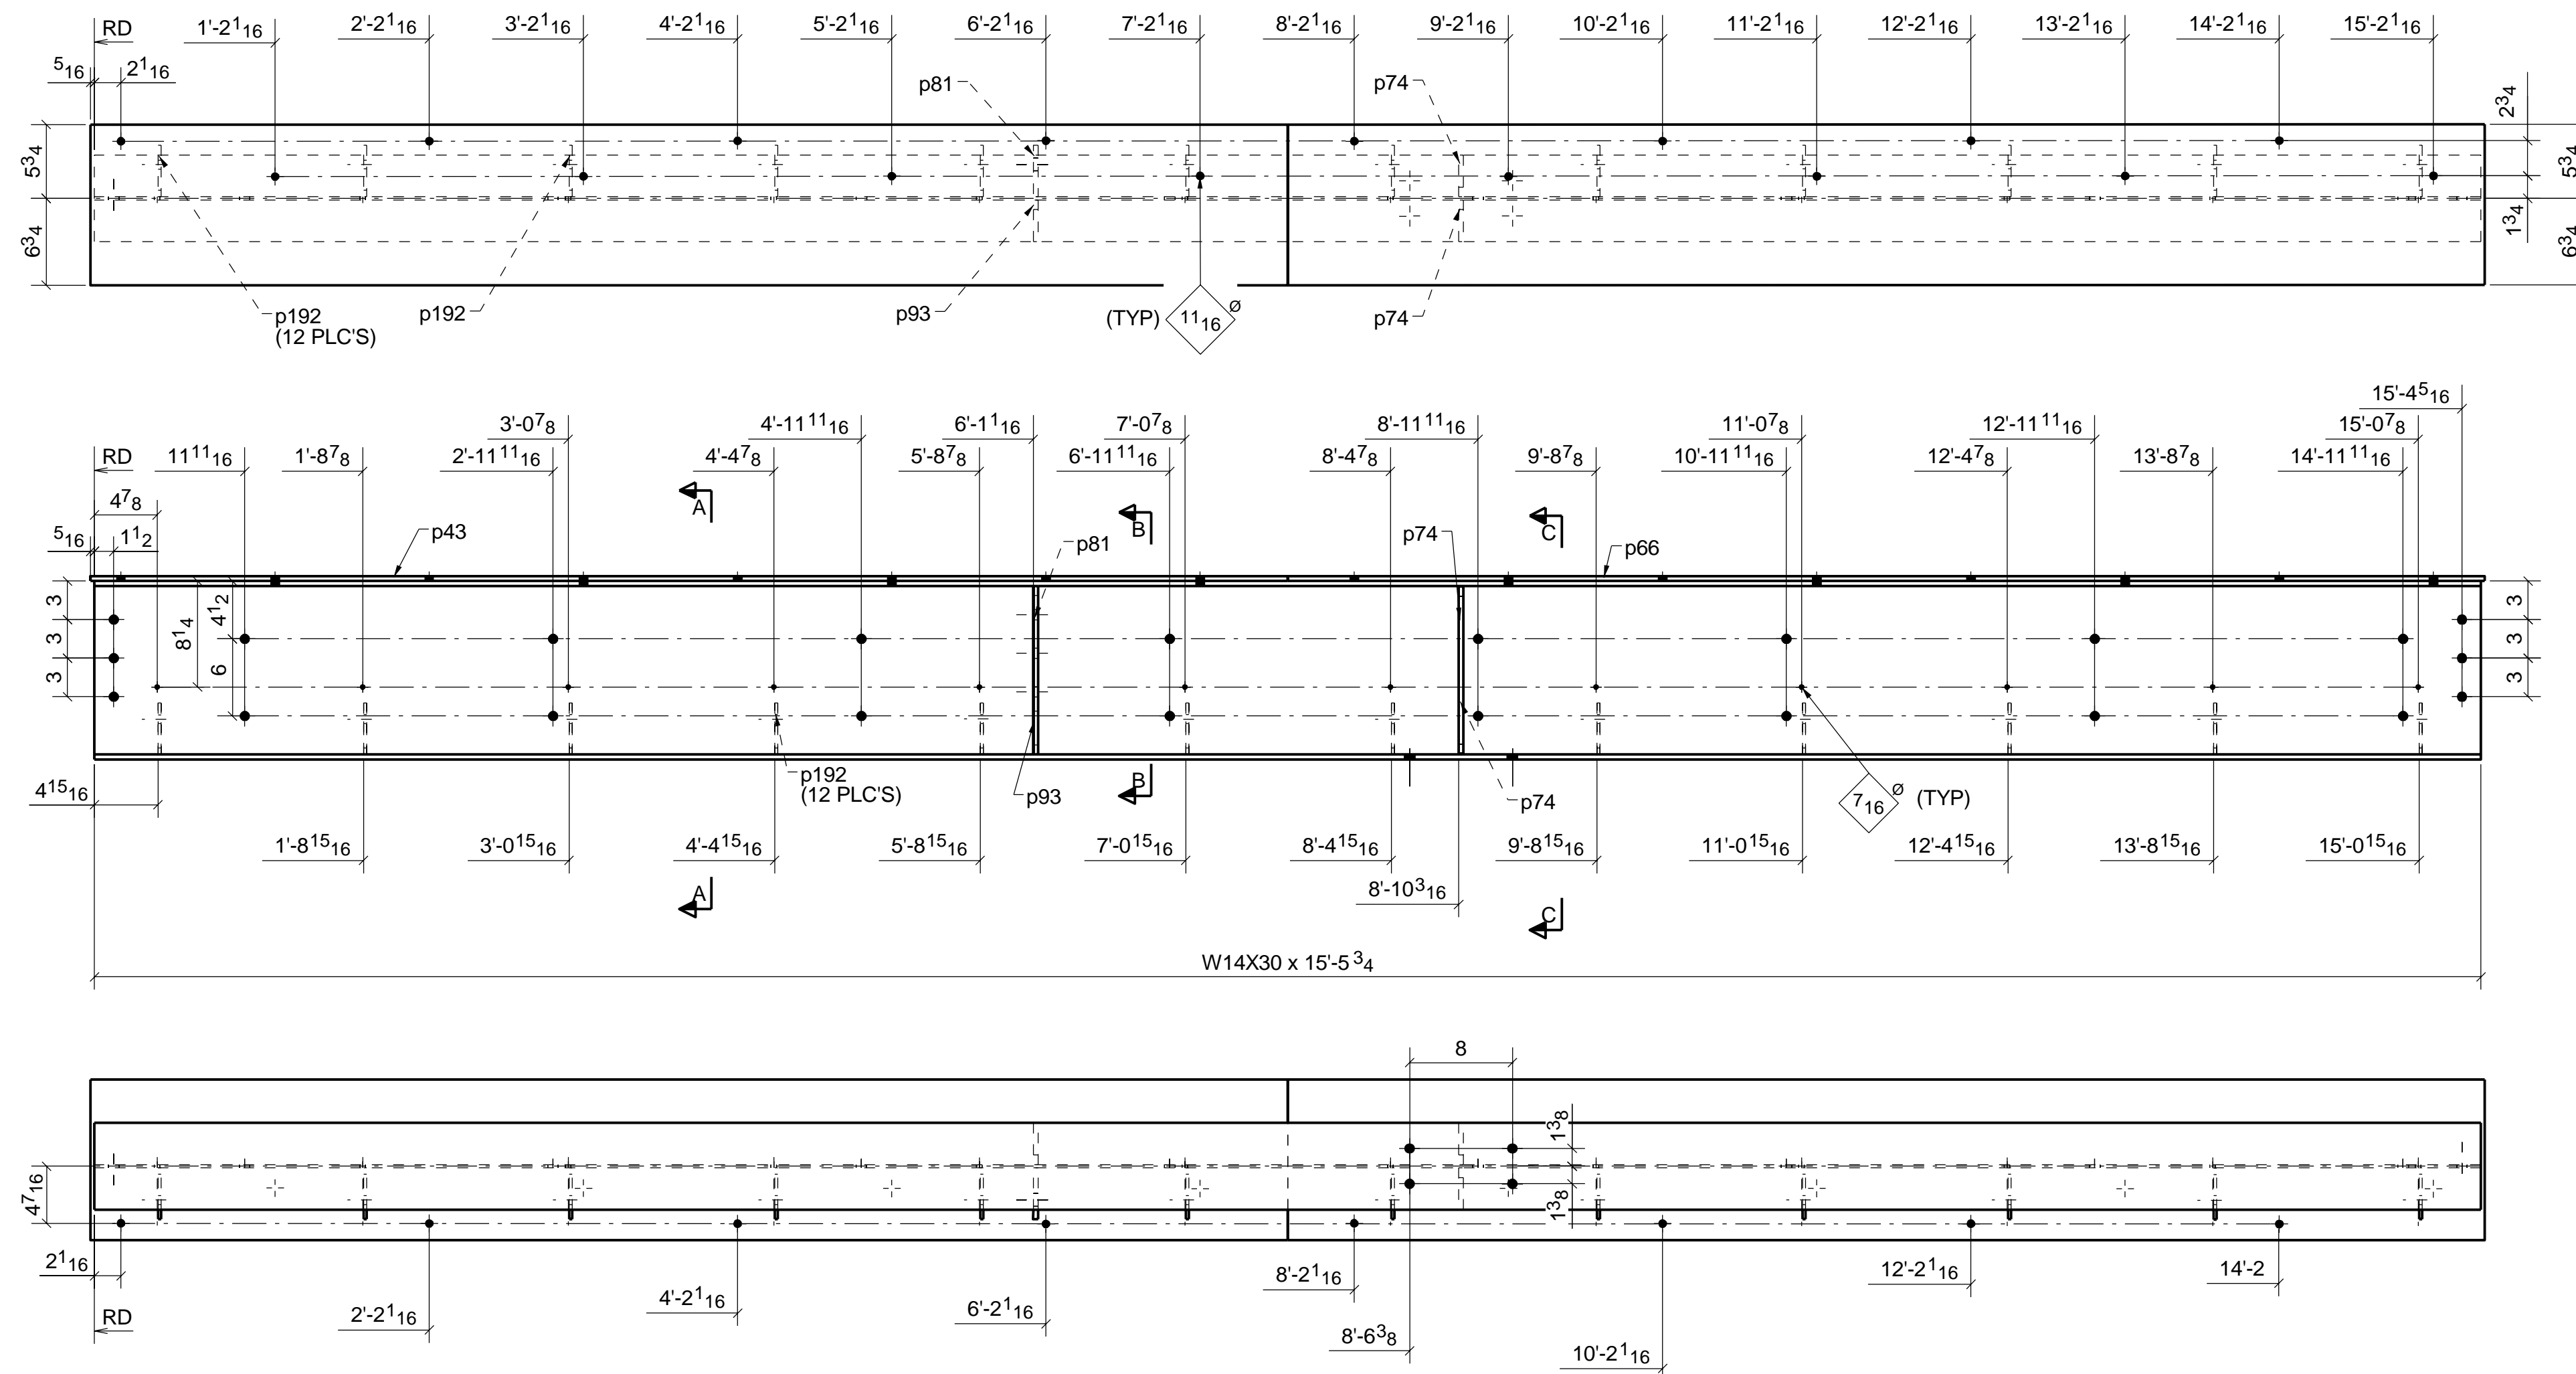 RD
1'-2 1/16
2'-2 1/16
3'-2 1/16
4'-2 1/16
5'-2 1/16
6'-2 1/16
7'-2 1/16
8'-2 1/16
9'-2 1/16
10'-2 1/16
11'-2 1/16
12'-2 1/16
13'-2 1/16
14'-2 1/16
15'-2 1/16
5/16
2 1/16
p81
p74
2 3/4
5 3/4
5 3/4
6 3/4
1 3/4
6 3/4
p192
(12 PLC'S)
p192
p93
(TYP)
11/16
Ø
p74
15'-4 5/16
3'-0 7/8
4'-11 11/16
6'-1 1/16
7'-0 7/8
8'-11 11/16
11'-0 7/8
12'-11 11/16
15'-0 7/8
RD
11 11/16
1'-8 7/8
2'-11 11/16
4'-4 7/8
5'-8 7/8
6'-11 11/16
8'-4 7/8
9'-8 7/8
10'-11 11/16
12'-4 7/8
13'-8 7/8
14'-11 11/16
4 7/8
A
B
C
5/16
1 1/2
p43
p81
p74
p66
3
3
3
8 1/4
4 1/2
6
3
3
3
p192
(12 PLC'S)
p93
B
p74
7/16
Ø
(TYP)
4 15/16
1'-8 15/16
3'-0 15/16
4'-4 15/16
5'-8 15/16
7'-0 15/16
8'-4 15/16
9'-8 15/16
11'-0 15/16
12'-4 15/16
13'-8 15/16
15'-0 15/16
8'-10 3/16
A
C
W14X30 x 15'-5 3/4
8
1 3/8
1 3/8
4 7/16
2 1/16
RD
2'-2 1/16
4'-2 1/16
6'-2 1/16
8'-2 1/16
8'-6 3/8
10'-2 1/16
12'-2 1/16
14'-2